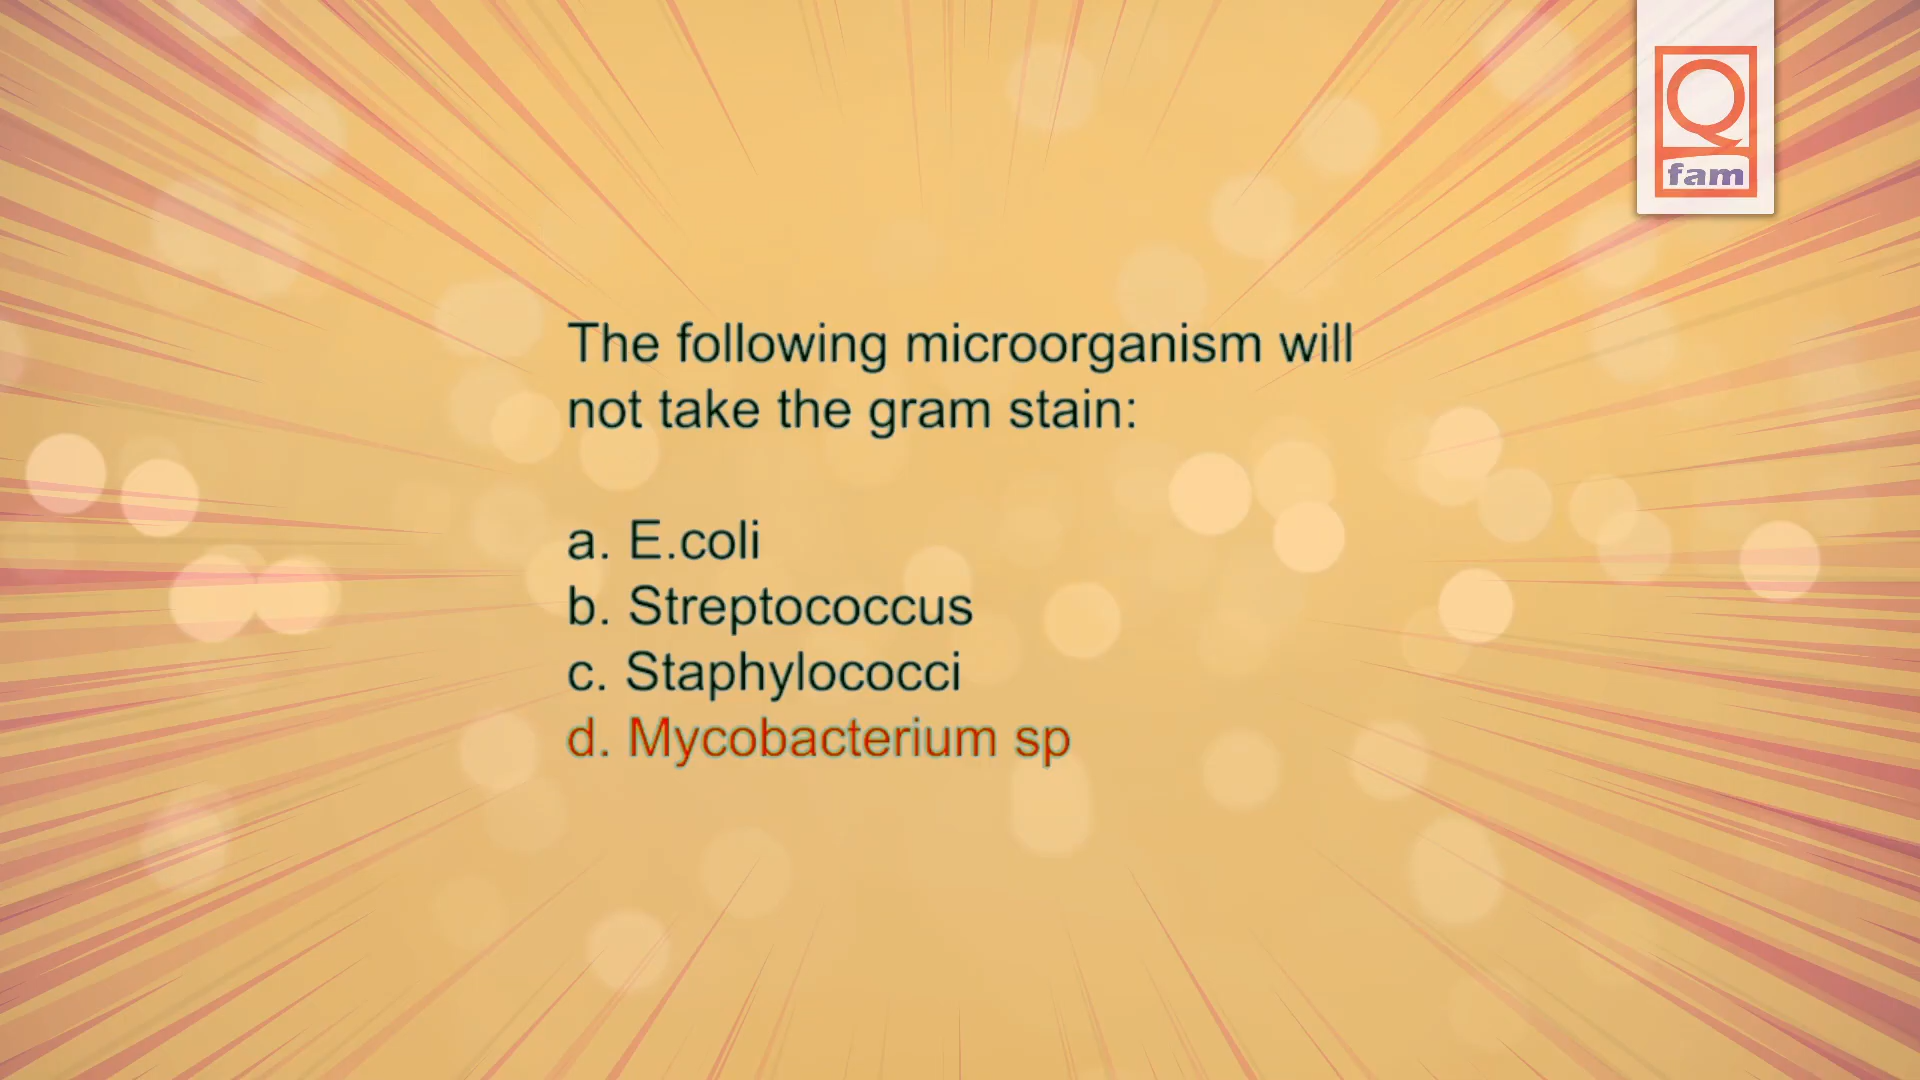 Q
fam
The following microorganism will
not take the gram stain:
a. E.coli
b. Streptococcus
c. Staphylococci
d. Mycobacterium sp